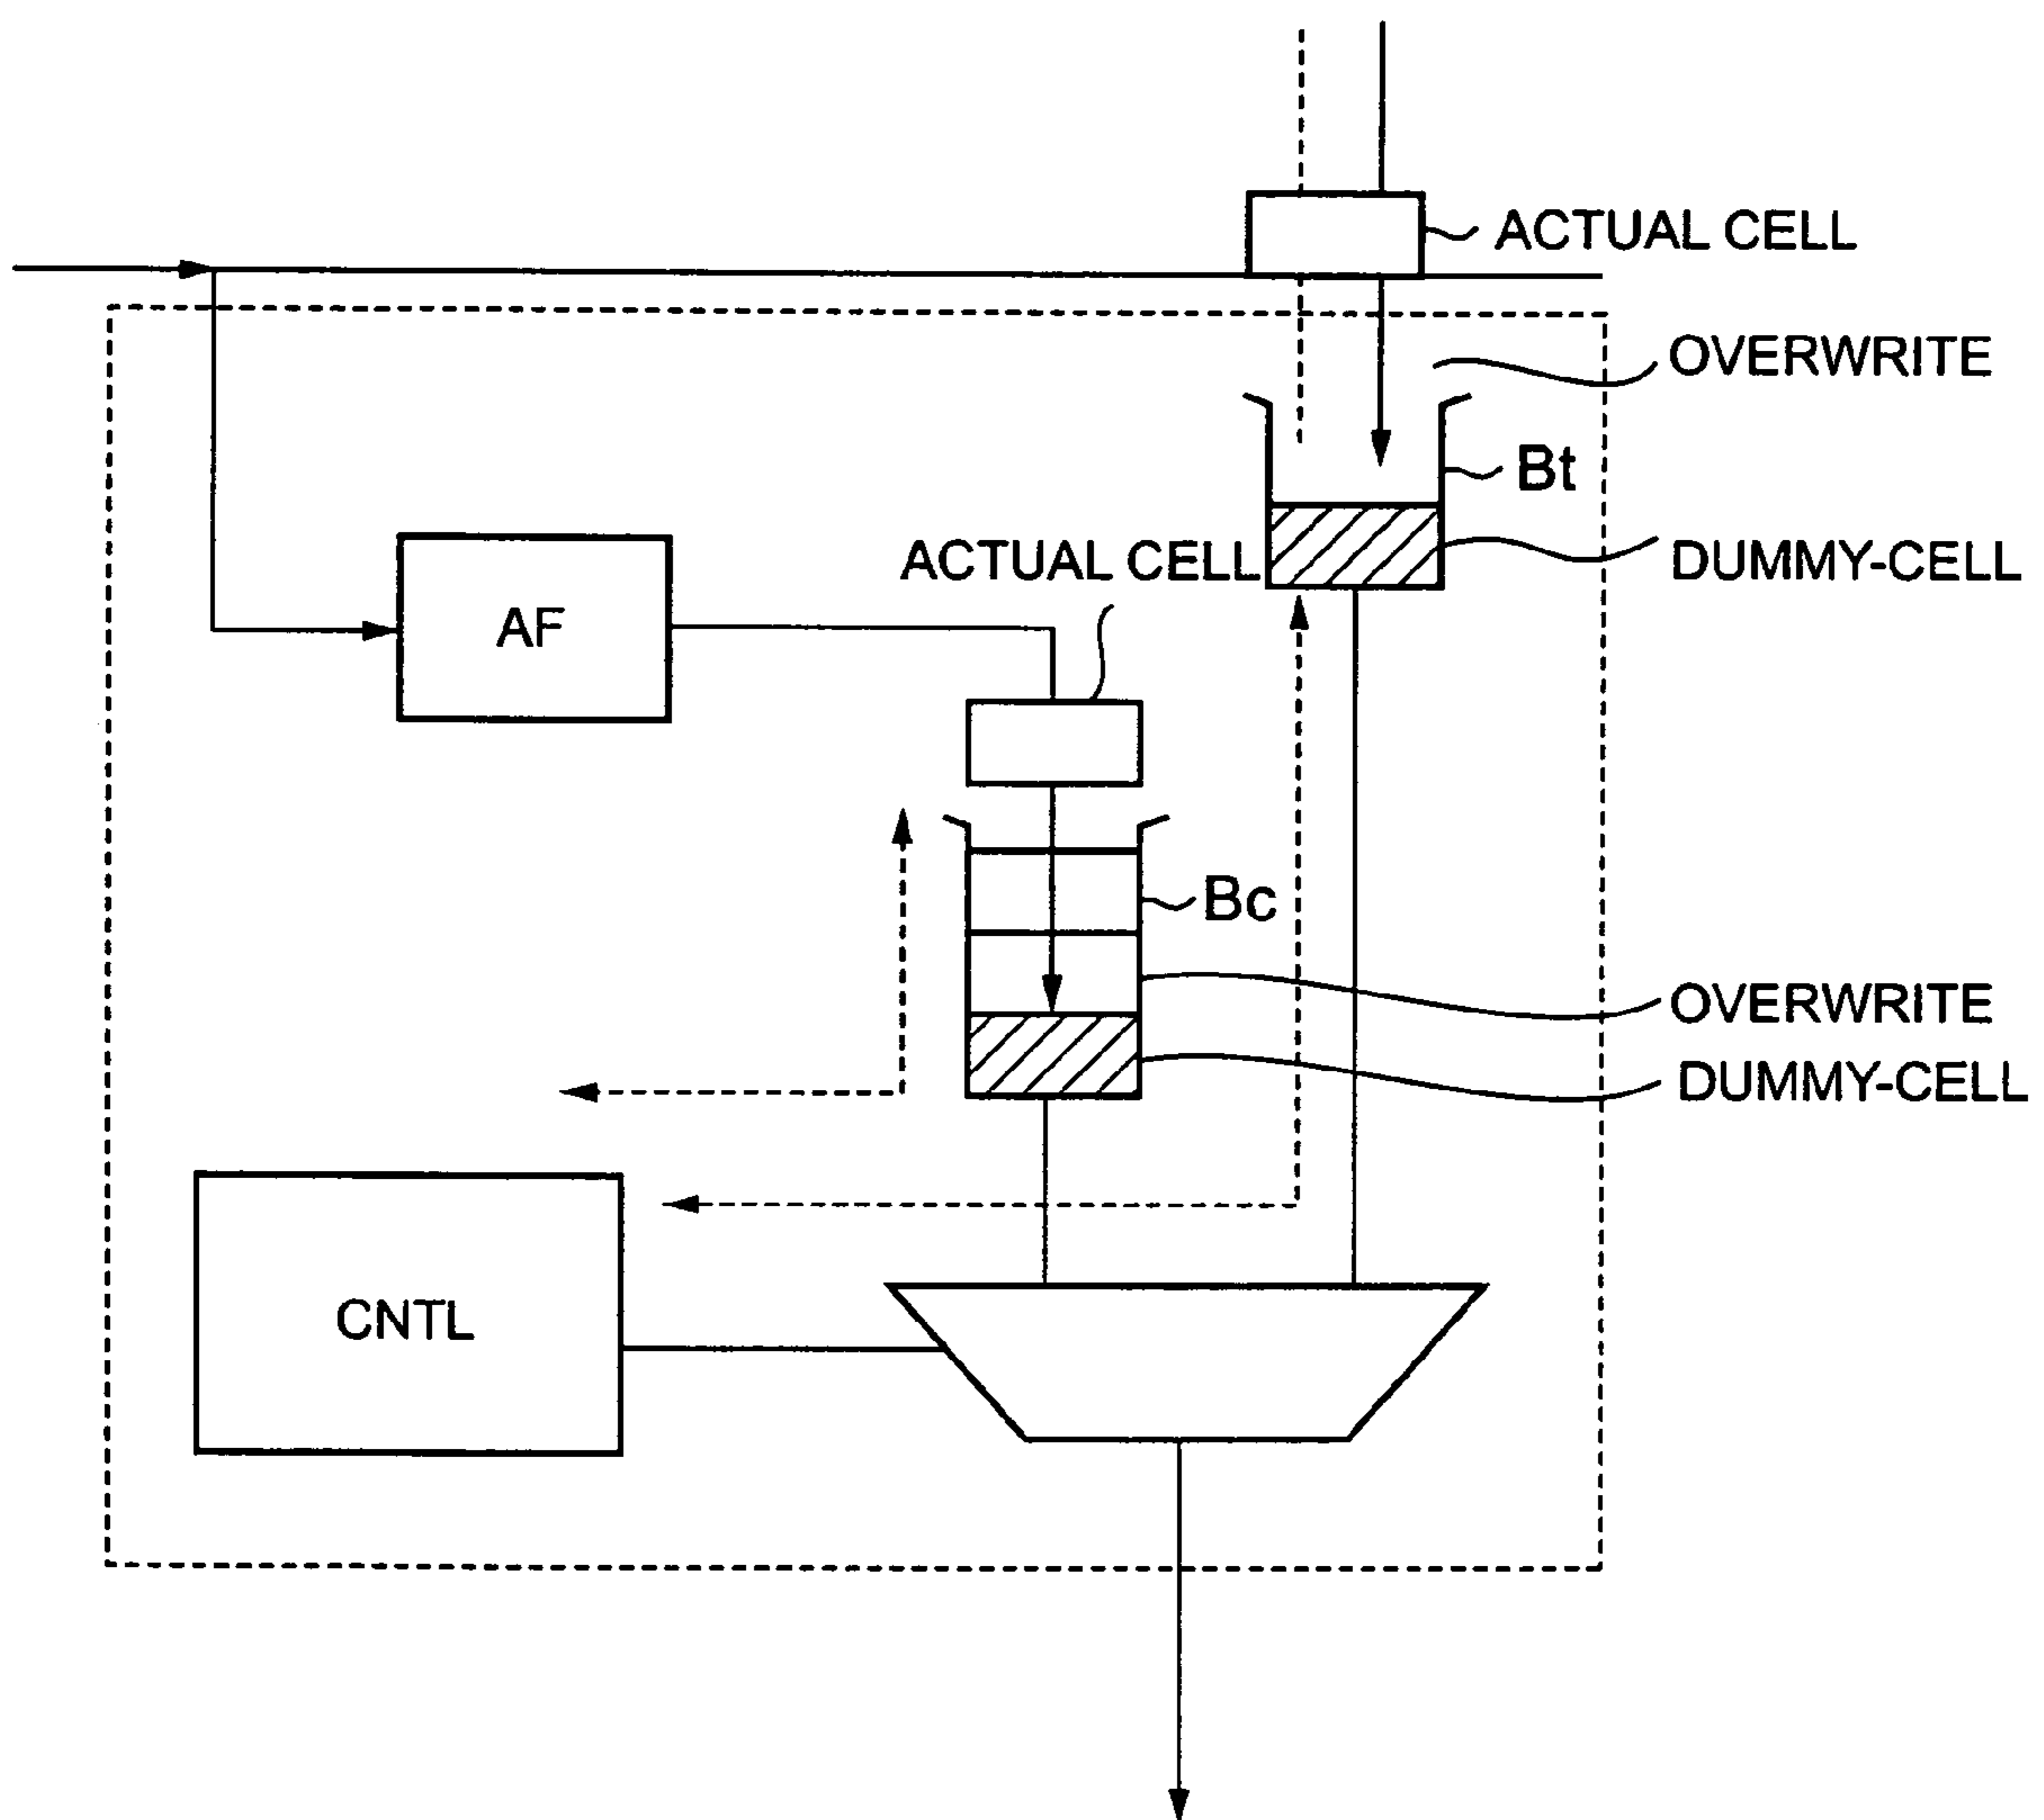 ACTUAL CELL
OVERWRITE
Bt
ACTUAL CELL
DUMMY-CELL
AF
Bc
OVERWRITE
DUMMY-CELL
CNTL